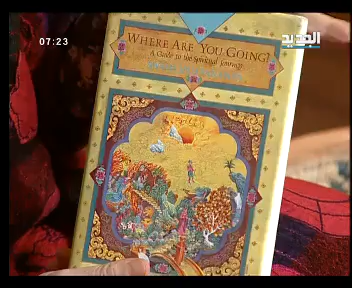 07:23
الجديد
WHERE ARE YOU GOING?
A Guide to the Spiritual Journey